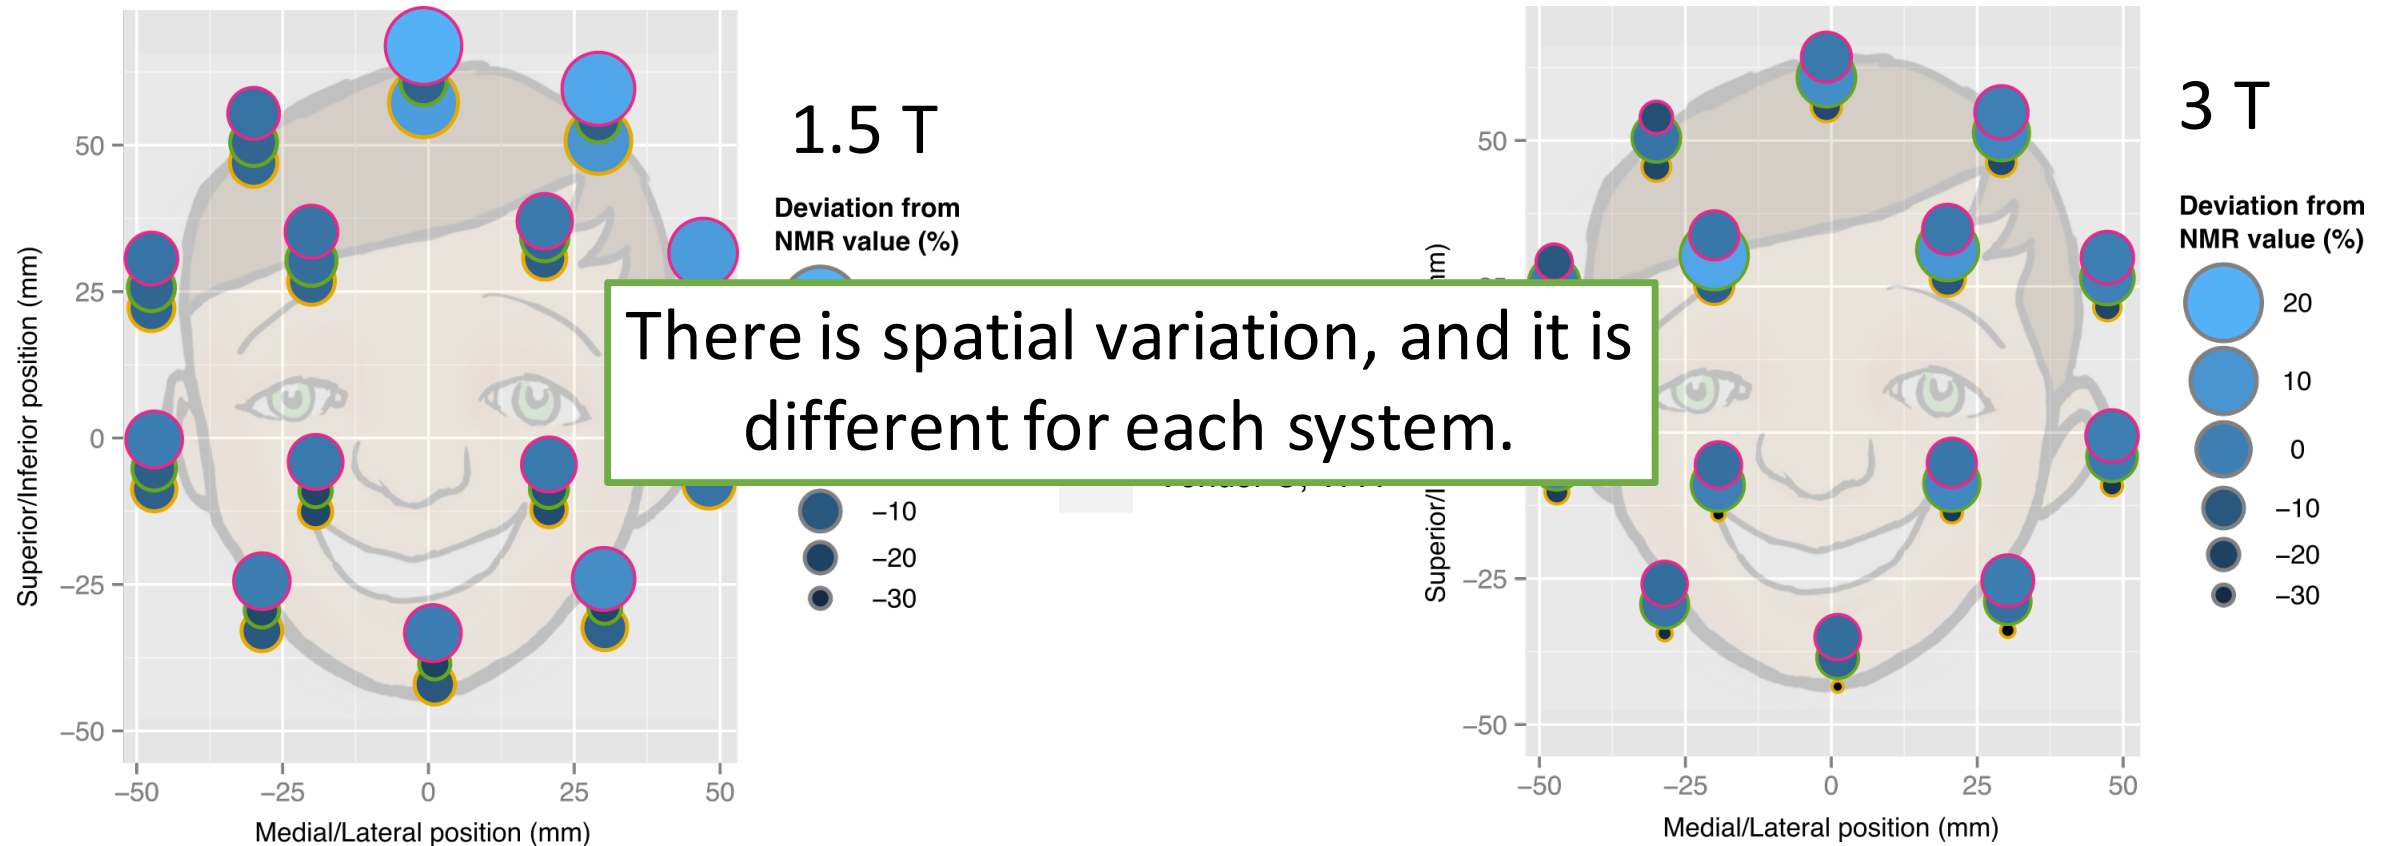 1.5 T
Deviation from
NMR value (%)
−10
−20
−30
50
25
0
−25
−50
Superior/Inferior position (mm)
−50
−25
0
25
50
Medial/Lateral position (mm)
There is spatial variation, and it is
different for each system.
3 T
Deviation from
NMR value (%)
20
10
0
−10
−20
−30
50
−25
−50
−50
−25
0
25
50
Medial/Lateral position (mm)